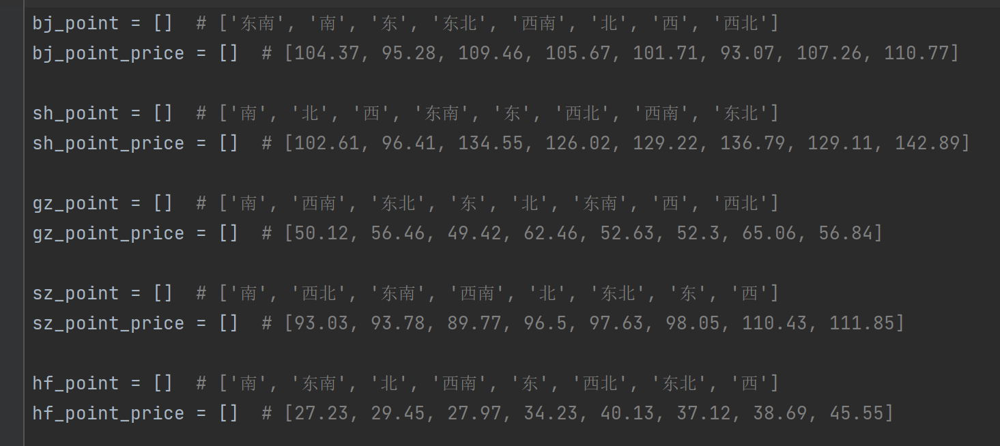 bj_point = []  # ['东南', '南', '东', '东北', '西南', '北', '西', '西北']
bj_point_price = []  # [104.37, 95.28, 109.46, 105.67, 101.71, 93.07, 107.26, 110.77]
sh_point = []  # ['南', '北', '西', '东南', '东', '西北', '西南', '东北']
sh_point_price = []  # [102.61, 96.41, 134.55, 126.02, 129.22, 136.79, 129.11, 142.89]
gz_point = []  # ['南', '西南', '东北', '东', '北', '东南', '西', '西北']
gz_point_price = []  # [50.12, 56.46, 49.42, 62.46, 52.63, 52.3, 65.06, 56.84]
sz_point = []  # ['南', '西北', '东南', '西南', '北', '东北', '东', '西']
sz_point_price = []  # [93.03, 93.78, 89.77, 96.5, 97.63, 98.05, 110.43, 111.85]
hf_point = []  # ['南', '东南', '北', '西南', '东', '西北', '东北', '西']
hf_point_price = []  # [27.23, 29.45, 27.97, 34.23, 40.13, 37.12, 38.69, 45.55]